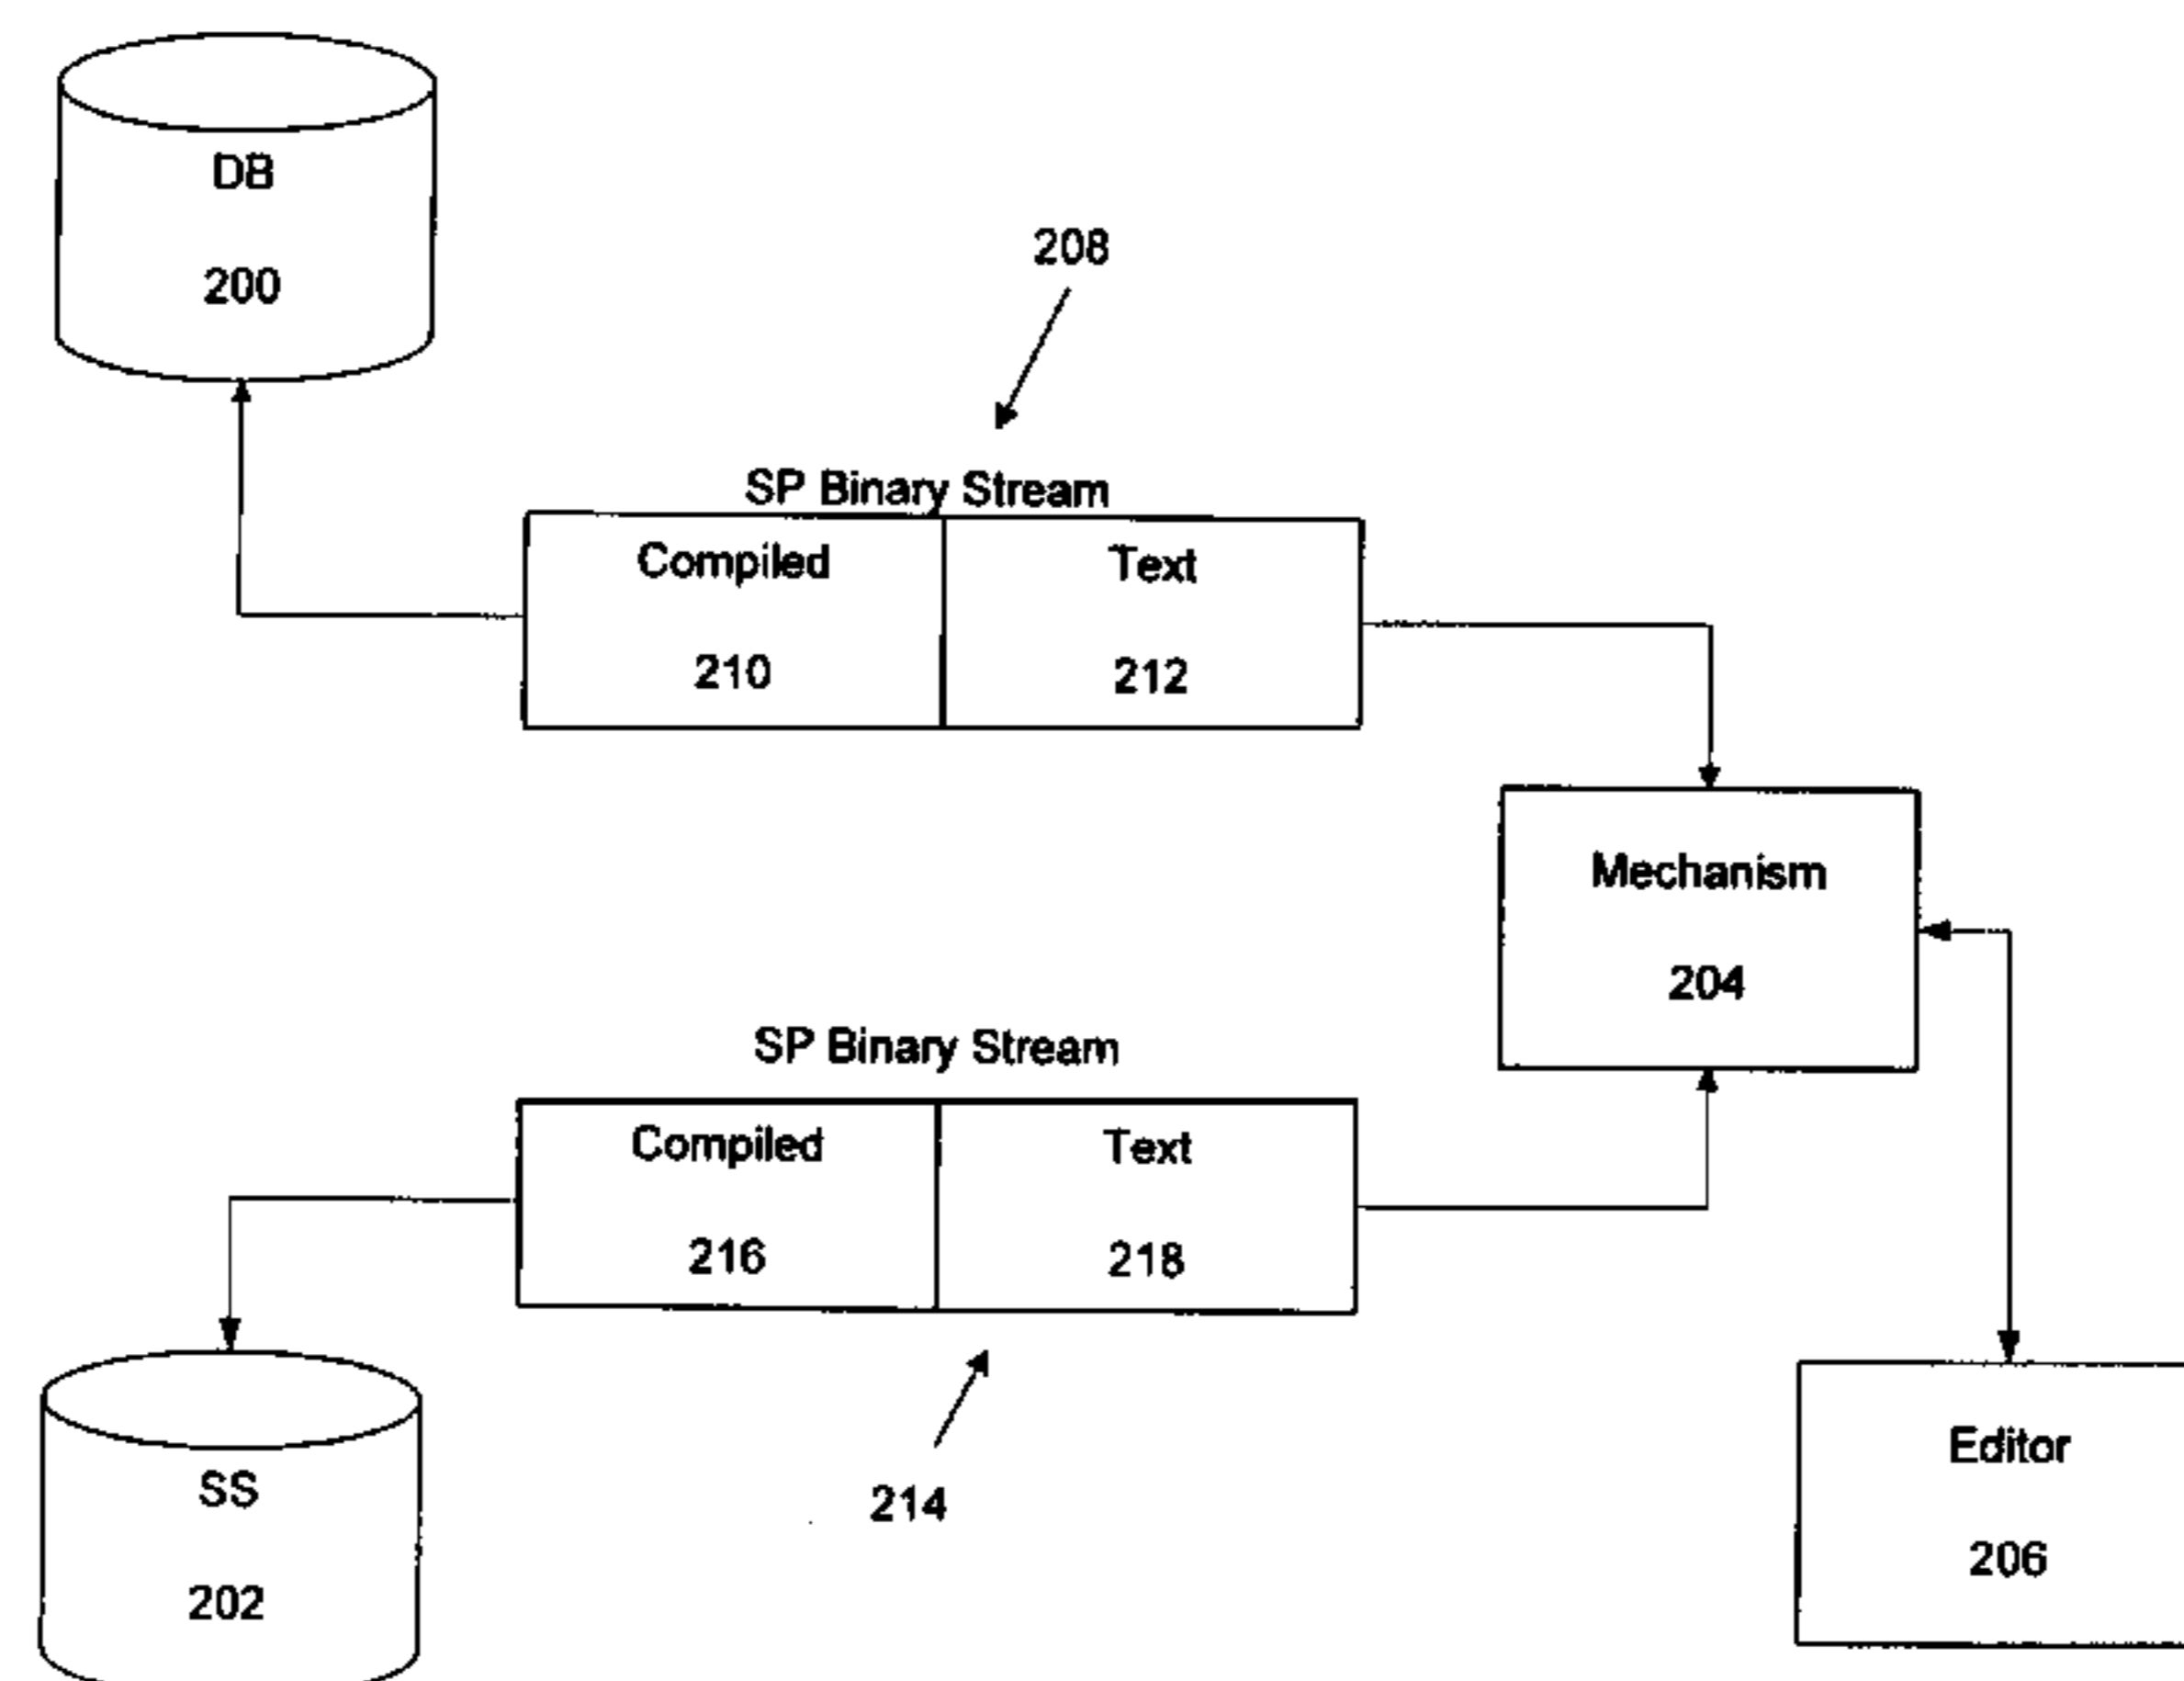 DB
200
208
SP Binary Stream
Compiled
Text
210
212
Mechanism
204
SP Binary Stream
Compiled
Text
216
218
214
SS
202
Editor
206